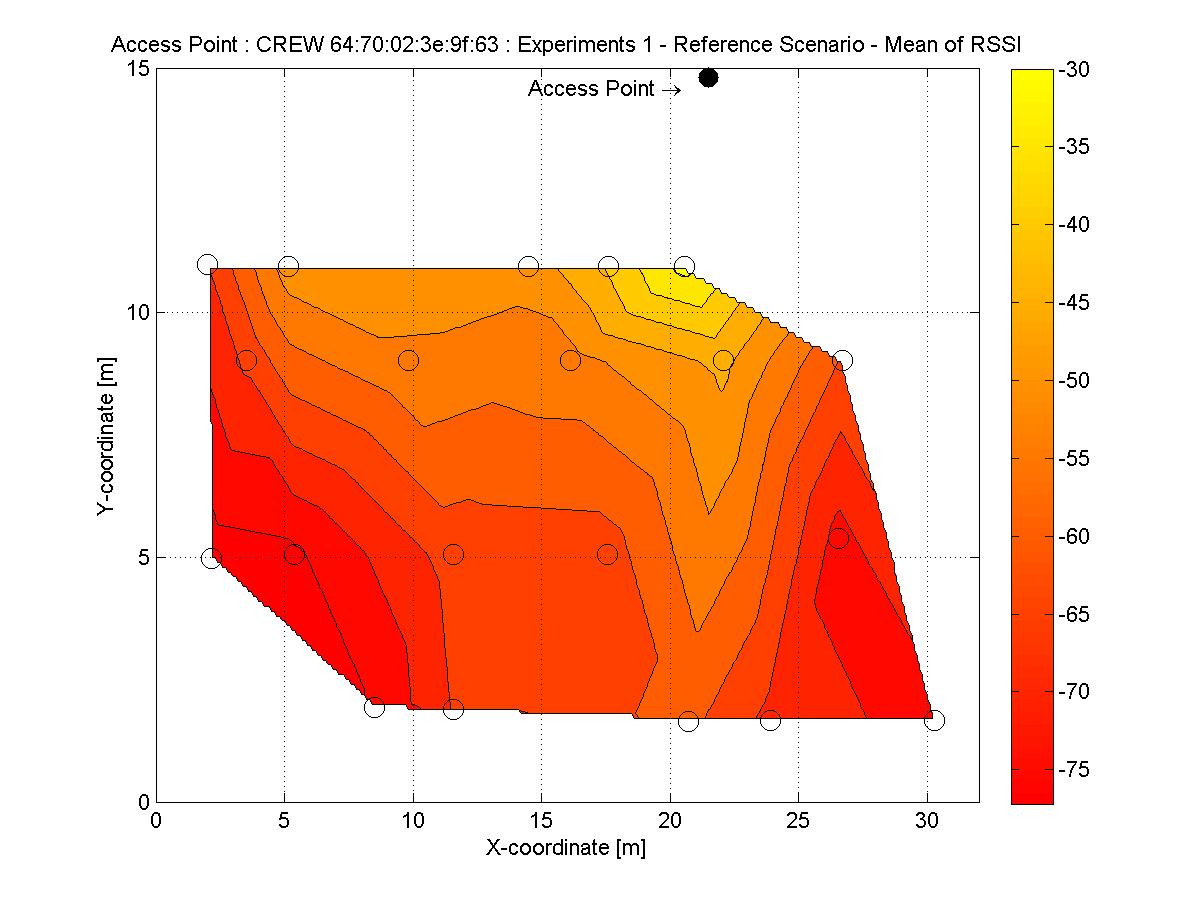 Access Point : CREW 64:70:02:3e:9f:63 : Experiments 1 - Reference Scenario - Mean of RSSI
15
10
5
0
Y-coordinate [m]
Access Point →
0 5 10 15 20 25 30
X-coordinate [m]
-30
-35
-40
-45
-50
-55
-60
-65
-70
-75